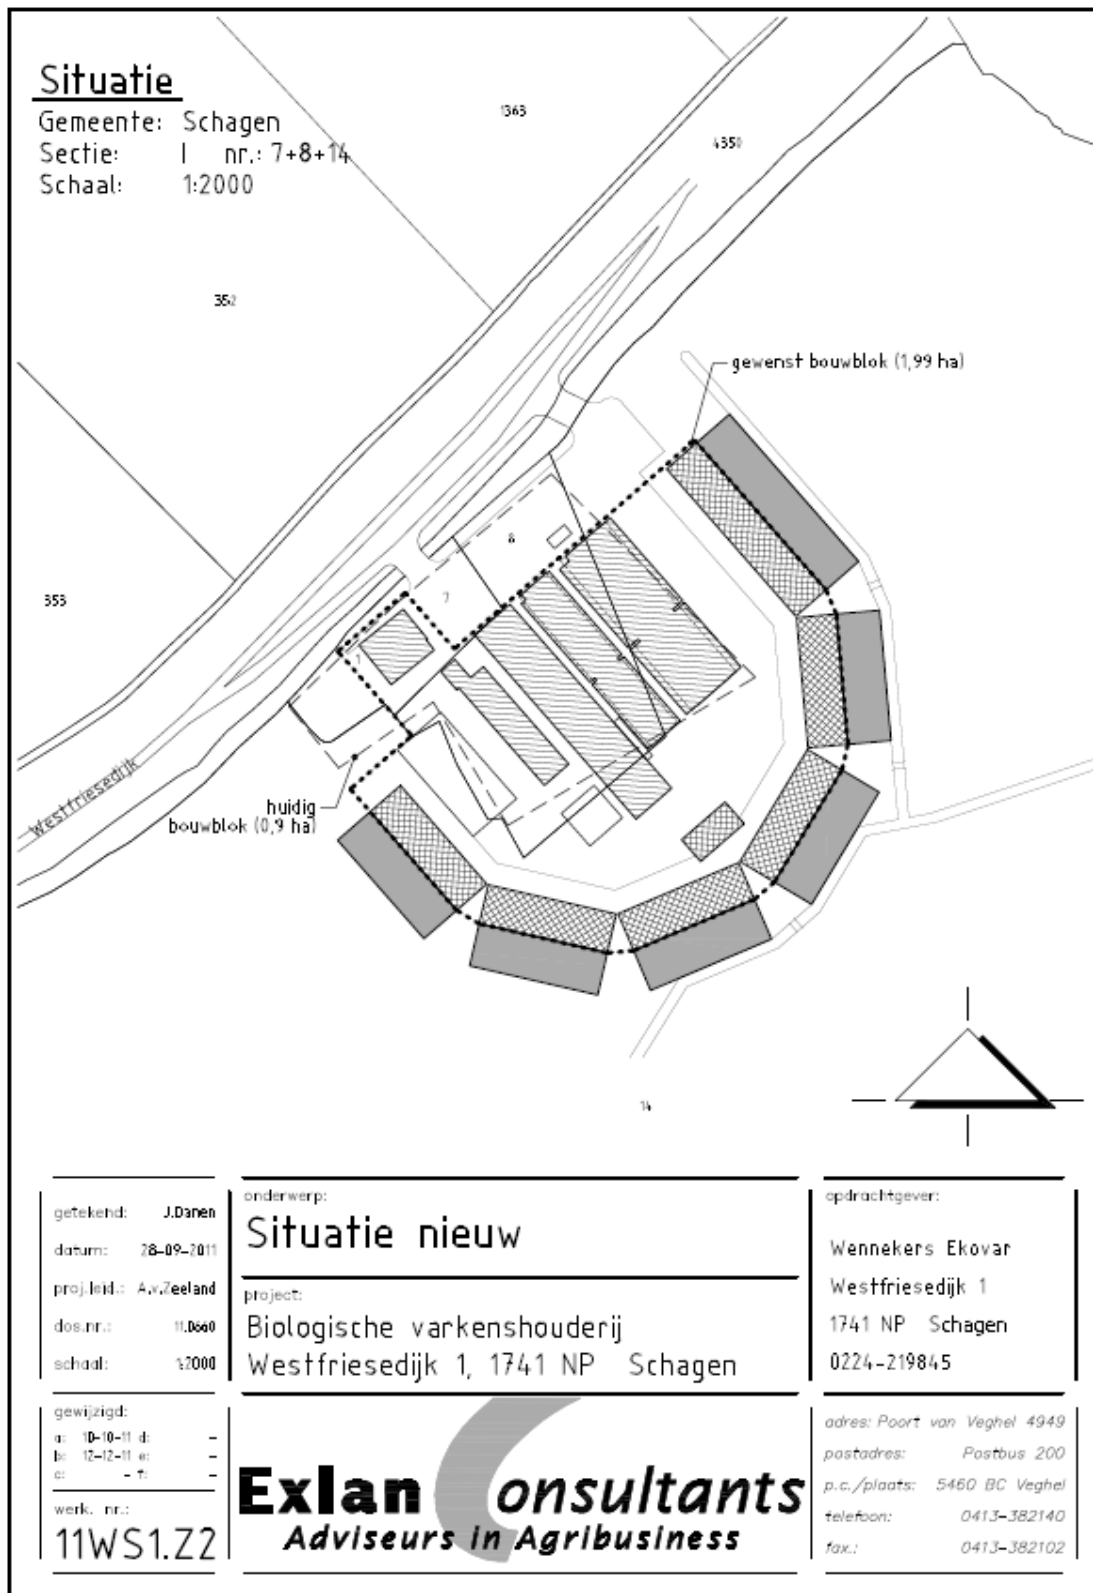 Situatie
Gemeente: Schagen
Sectie: I nr.: 7+8+14
Schaal: 1:2000
1363
4350
352
353
gewenst bouwblok (1,99 ha)
8
7
7
huidig
bouwblok (0,9 ha)
Westfriesedijk
14
getekend: J.Danen
datum: 28-09-2011
proj.leid.: A.v.Zeeland
dos.nr.: 11.0660
schaal: 1:2000
gewijzigd:
a: 10-10-11 d: -
b: 12-12-11 e: -
c: - f: -
werk. nr.:
11WS1.Z2
onderwerp:
Situatie nieuw
project:
Biologische varkenshouderij
Westfriesedijk 1, 1741 NP Schagen
Exlan Consultants
Adviseurs in Agribusiness
opdrachtgever:
Wennekers Ekovar
Westfriesedijk 1
1741 NP Schagen
0224-219845
adres: Poort van Veghel 4949
postadres: Postbus 200
p.c./plaats: 5460 BC Veghel
telefoon: 0413-382140
fax.: 0413-382102